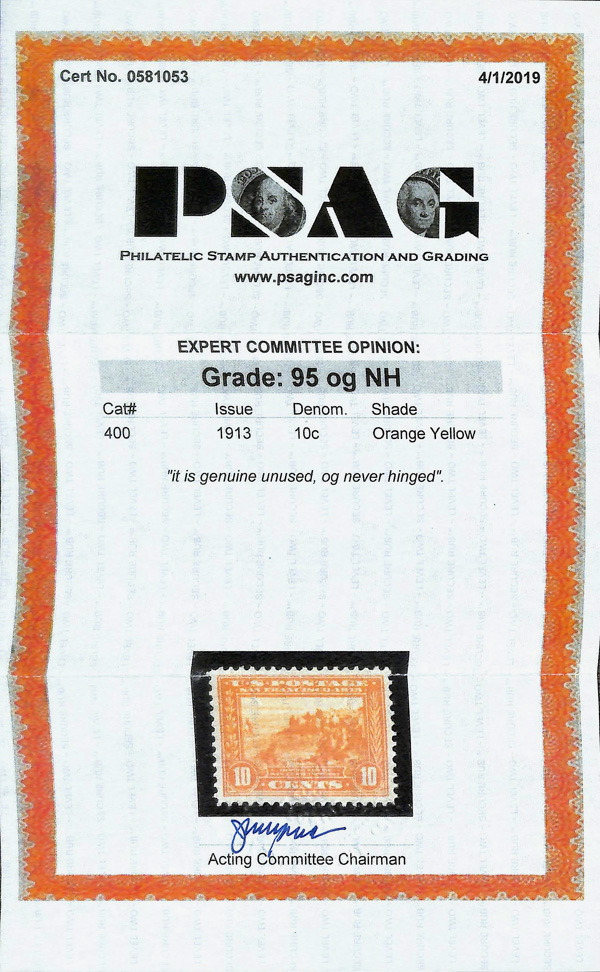 Cert No. 0581053 4/1/2019
PSAG
PHILATELIC STAMP AUTHENTICATION AND GRADING
www.psaginc.com
EXPERT COMMITTEE OPINION:
Grade: 95 og NH
Cat# Issue Denom. Shade
400 1913 10c Orange Yellow
"it is genuine unused, og never hinged".
U.S. POSTAGE
SAN FRANCISCO 1915
10 CENTS 10
Acting Committee Chairman